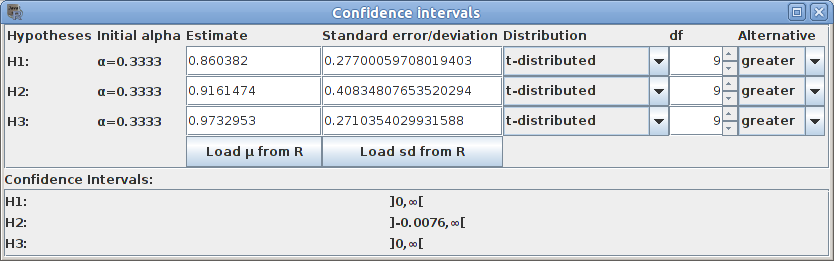 Confidence intervals
Hypotheses Initial alpha Estimate Standard error/deviation Distribution df Alternative
H1: α=0.3333 0.860382 0.27700059708019403 t-distributed 9 greater
H2: α=0.3333 0.9161474 0.40834807653520294 t-distributed 9 greater
H3: α=0.3333 0.9732953 0.2710354029931588 t-distributed 9 greater
Load μ from R Load sd from R
Confidence Intervals:
H1: ]0,∞[
H2: ]-0.0076,∞[
H3: ]0,∞[